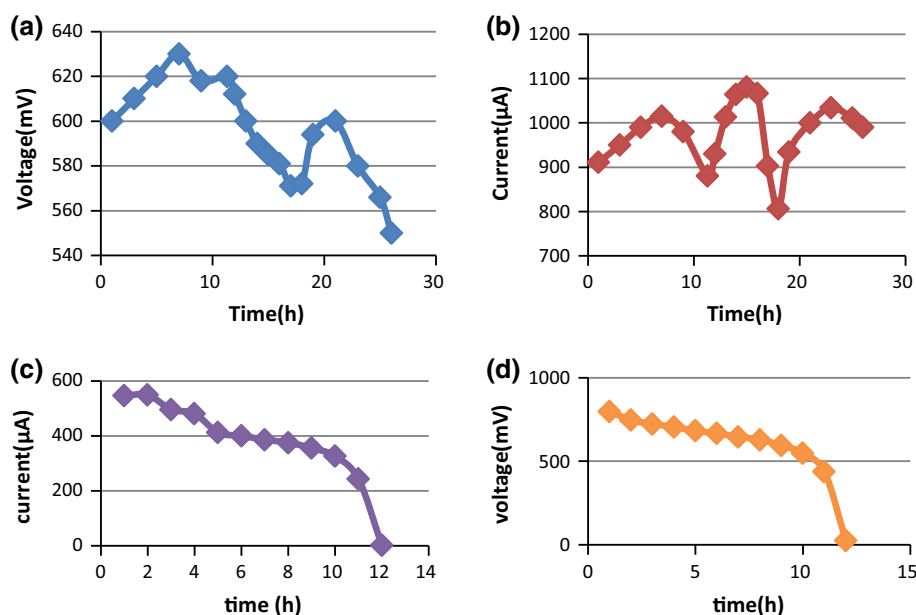 (a)
640
620
600
580
560
540
Voltage(mV)
0 10 20 30
Time(h)
(b)
1200
1100
1000
900
800
700
Current(µA)
0 10 20 30
Time(h)
(c)
600
400
200
0
current(µA)
0 2 4 6 8 10 12 14
time (h)
(d)
1000
500
0
voltage(mV)
0 5 10 15
time(h)